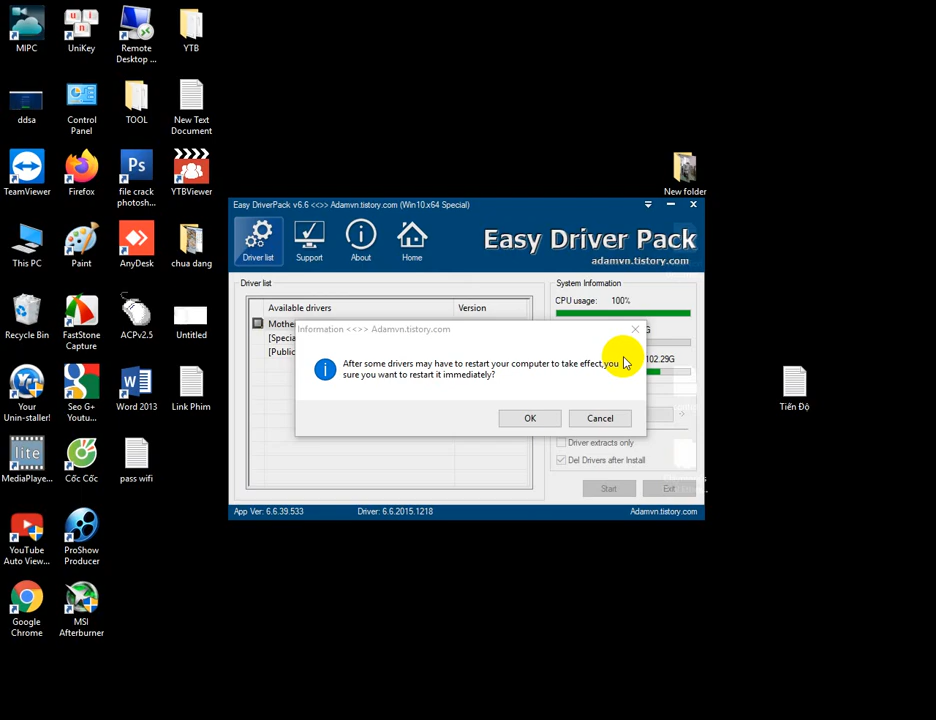 MIPC
UniKey
Remote
Desktop ...
YTB
ddsa
Control
Panel
TOOL
New Text
Document
TeamViewer
Firefox
Ps
file crack
photosh...
YTBViewer
New folder
This PC
Paint
AnyDesk
chua dang
Recycle Bin
FastStone
Capture
ACPv2.5
Untitled
Your
Unin-staller!
Seo G+
Youtu...
Word 2013
Link Phim
Tiến Độ
lite
MediaPlaye...
Cốc Cốc
pass wifi
YouTube
Auto View...
ProShow
Producer
Google
Chrome
MSI
Afterburner
Easy DriverPack v6.6 <<>> Adamvn.tistory.com (Win10.x64 Special)
Driver list
Support
About
Home
Easy Driver Pack
adamvn.tistory.com
Driver list
Available drivers
Version
Mothe
[Specia
[Public
System Information
CPU usage:
100%
G
102.29G
Information <<>> Adamvn.tistory.com
After some drivers may have to restart your computer to take effect,you
sure you want to restart it immediately?
OK
Cancel
Driver extracts only
Del Drivers after Install
Start
Exit
App Ver: 6.6.39.533
Driver: 6.6.2015.1218
Adamvn.tistory.com